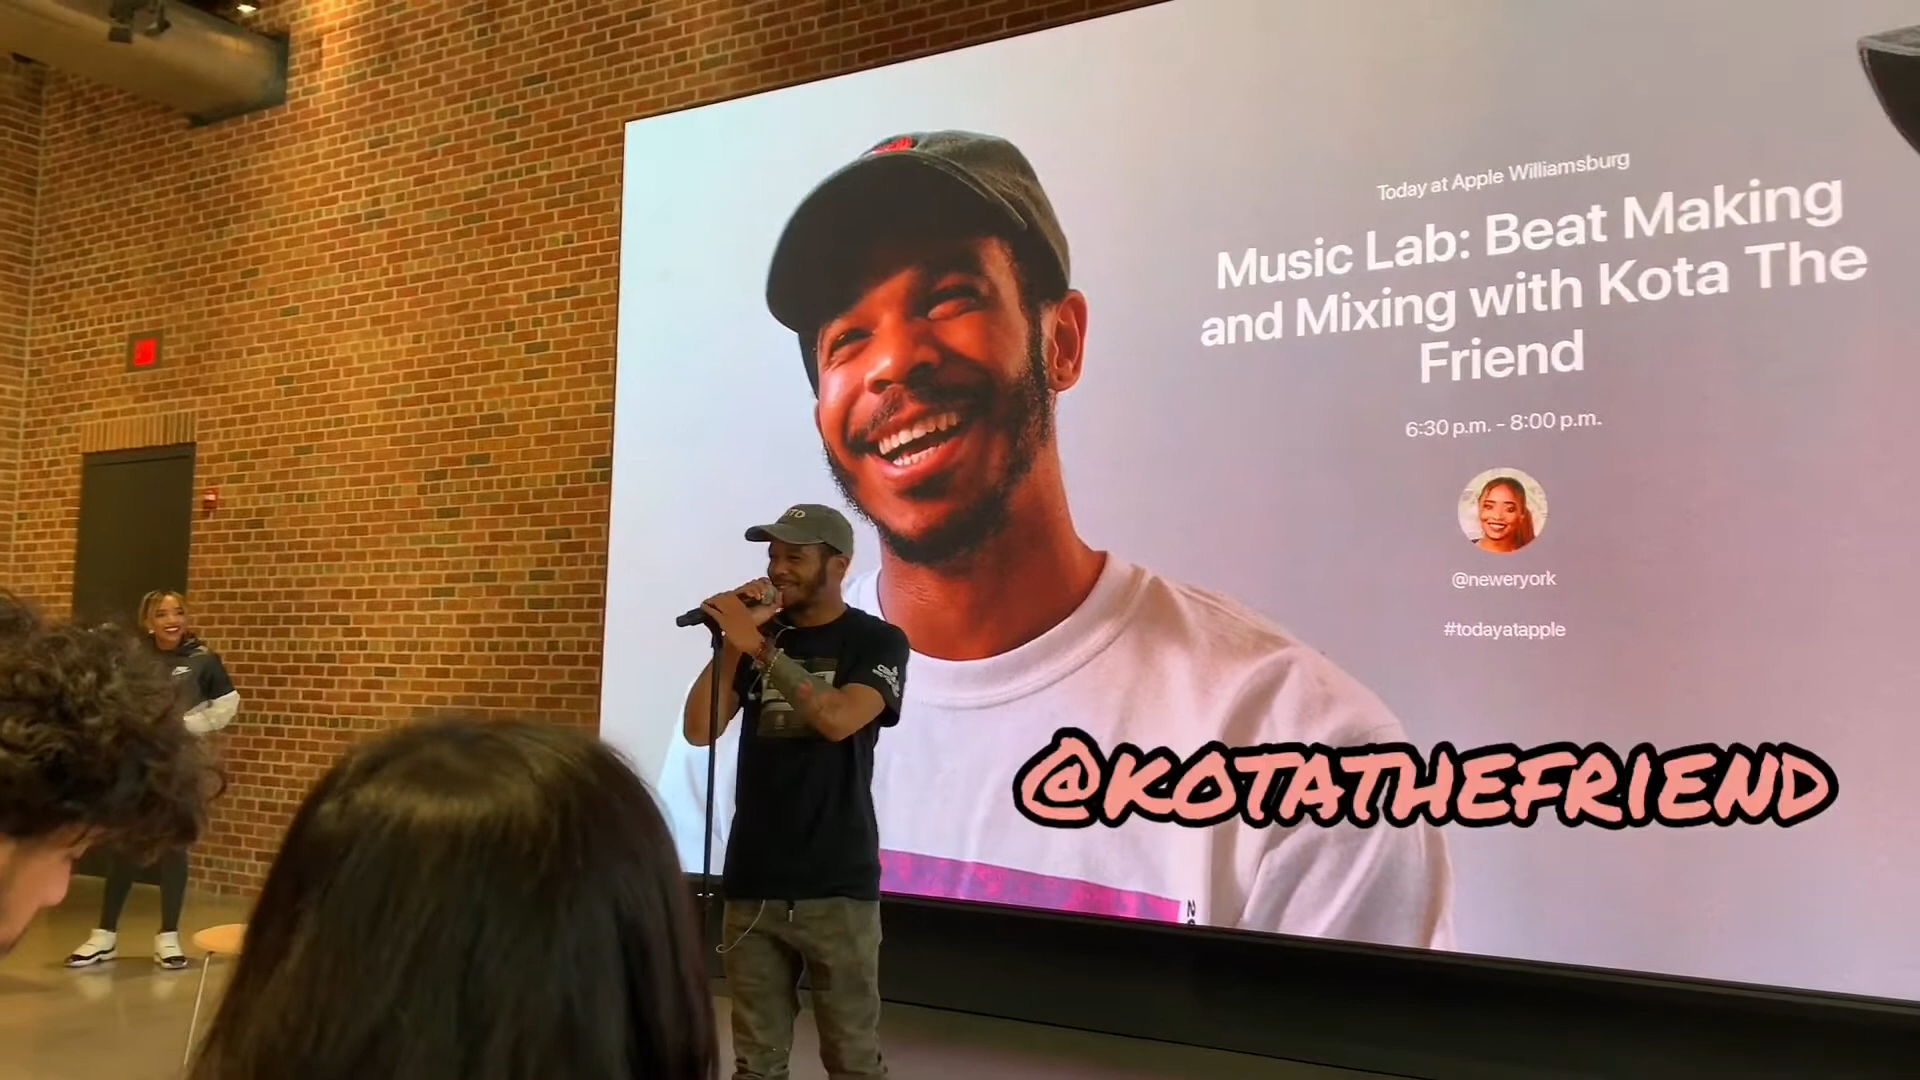 Today at Apple Williamsburg
Music Lab: Beat Making
and Mixing with Kota The
Friend
6:30 p.m. - 8:00 p.m.
@neweryork
#todayatapple
@KOTATHEFRIEND